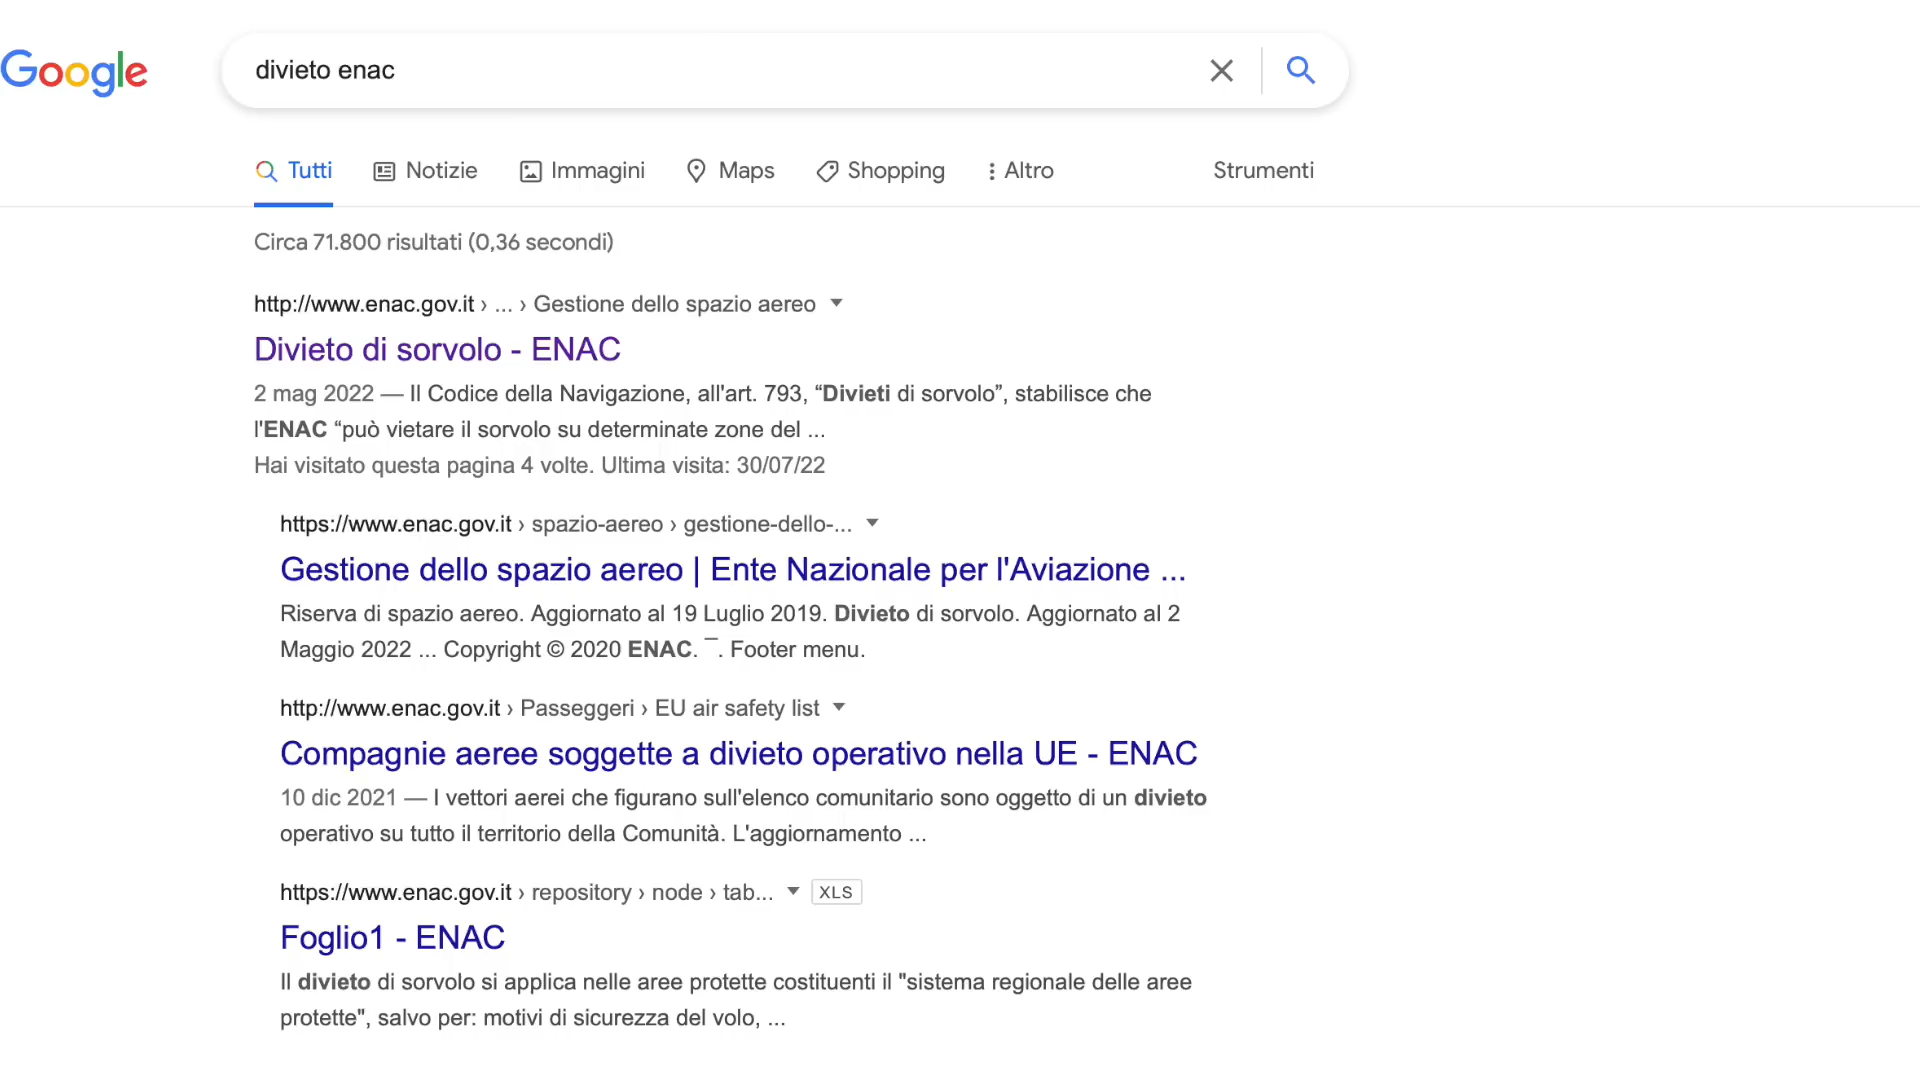 Google
divieto enac
Tutti Notizie Immagini Maps Shopping Altro Strumenti
Circa 71.800 risultati (0,36 secondi)
http://www.enac.gov.it › ... › Gestione dello spazio aereo
Divieto di sorvolo - ENAC
2 mag 2022 — Il Codice della Navigazione, all'art. 793, “Divieti di sorvolo”, stabilisce che
l'ENAC “può vietare il sorvolo su determinate zone del ...
Hai visitato questa pagina 4 volte. Ultima visita: 30/07/22
https://www.enac.gov.it › spazio-aereo › gestione-dello-...
Gestione dello spazio aereo | Ente Nazionale per l'Aviazione ...
Riserva di spazio aereo. Aggiornato al 19 Luglio 2019. Divieto di sorvolo. Aggiornato al 2
Maggio 2022 ... Copyright © 2020 ENAC. ¯. Footer menu.
http://www.enac.gov.it › Passeggeri › EU air safety list
Compagnie aeree soggette a divieto operativo nella UE - ENAC
10 dic 2021 — I vettori aerei che figurano sull'elenco comunitario sono oggetto di un divieto
operativo su tutto il territorio della Comunità. L'aggiornamento ...
https://www.enac.gov.it › repository › node › tab... XLS
Foglio1 - ENAC
Il divieto di sorvolo si applica nelle aree protette costituenti il "sistema regionale delle aree
protette", salvo per: motivi di sicurezza del volo, ...